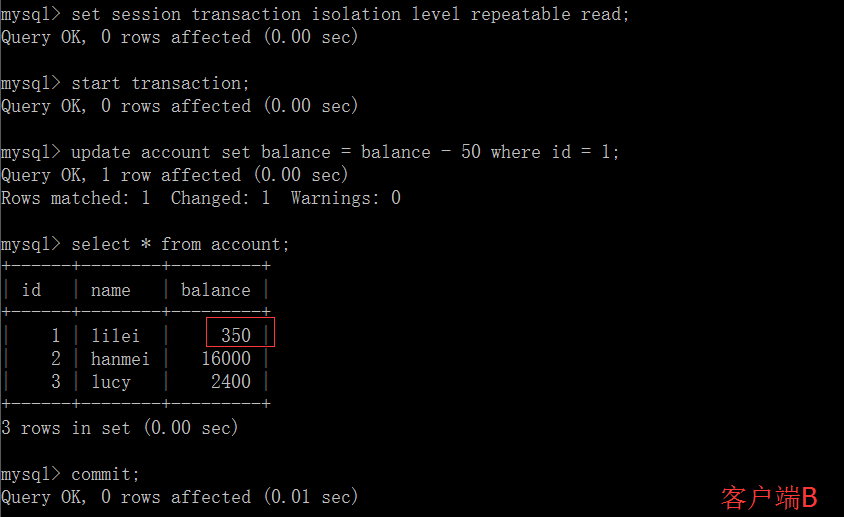 mysql> set session transaction isolation level repeatable read;
Query OK, 0 rows affected (0.00 sec)
mysql> start transaction;
Query OK, 0 rows affected (0.00 sec)
mysql> update account set balance = balance - 50 where id = 1;
Query OK, 1 row affected (0.00 sec)
Rows matched: 1  Changed: 1  Warnings: 0
mysql> select * from account;
+------+--------+---------+
| id   | name   | balance |
+------+--------+---------+
|    1 | lilei  |     350 |
|    2 | hanmei |   16000 |
|    3 | lucy   |    2400 |
+------+--------+---------+
3 rows in set (0.00 sec)
mysql> commit;
Query OK, 0 rows affected (0.01 sec)
客户端B